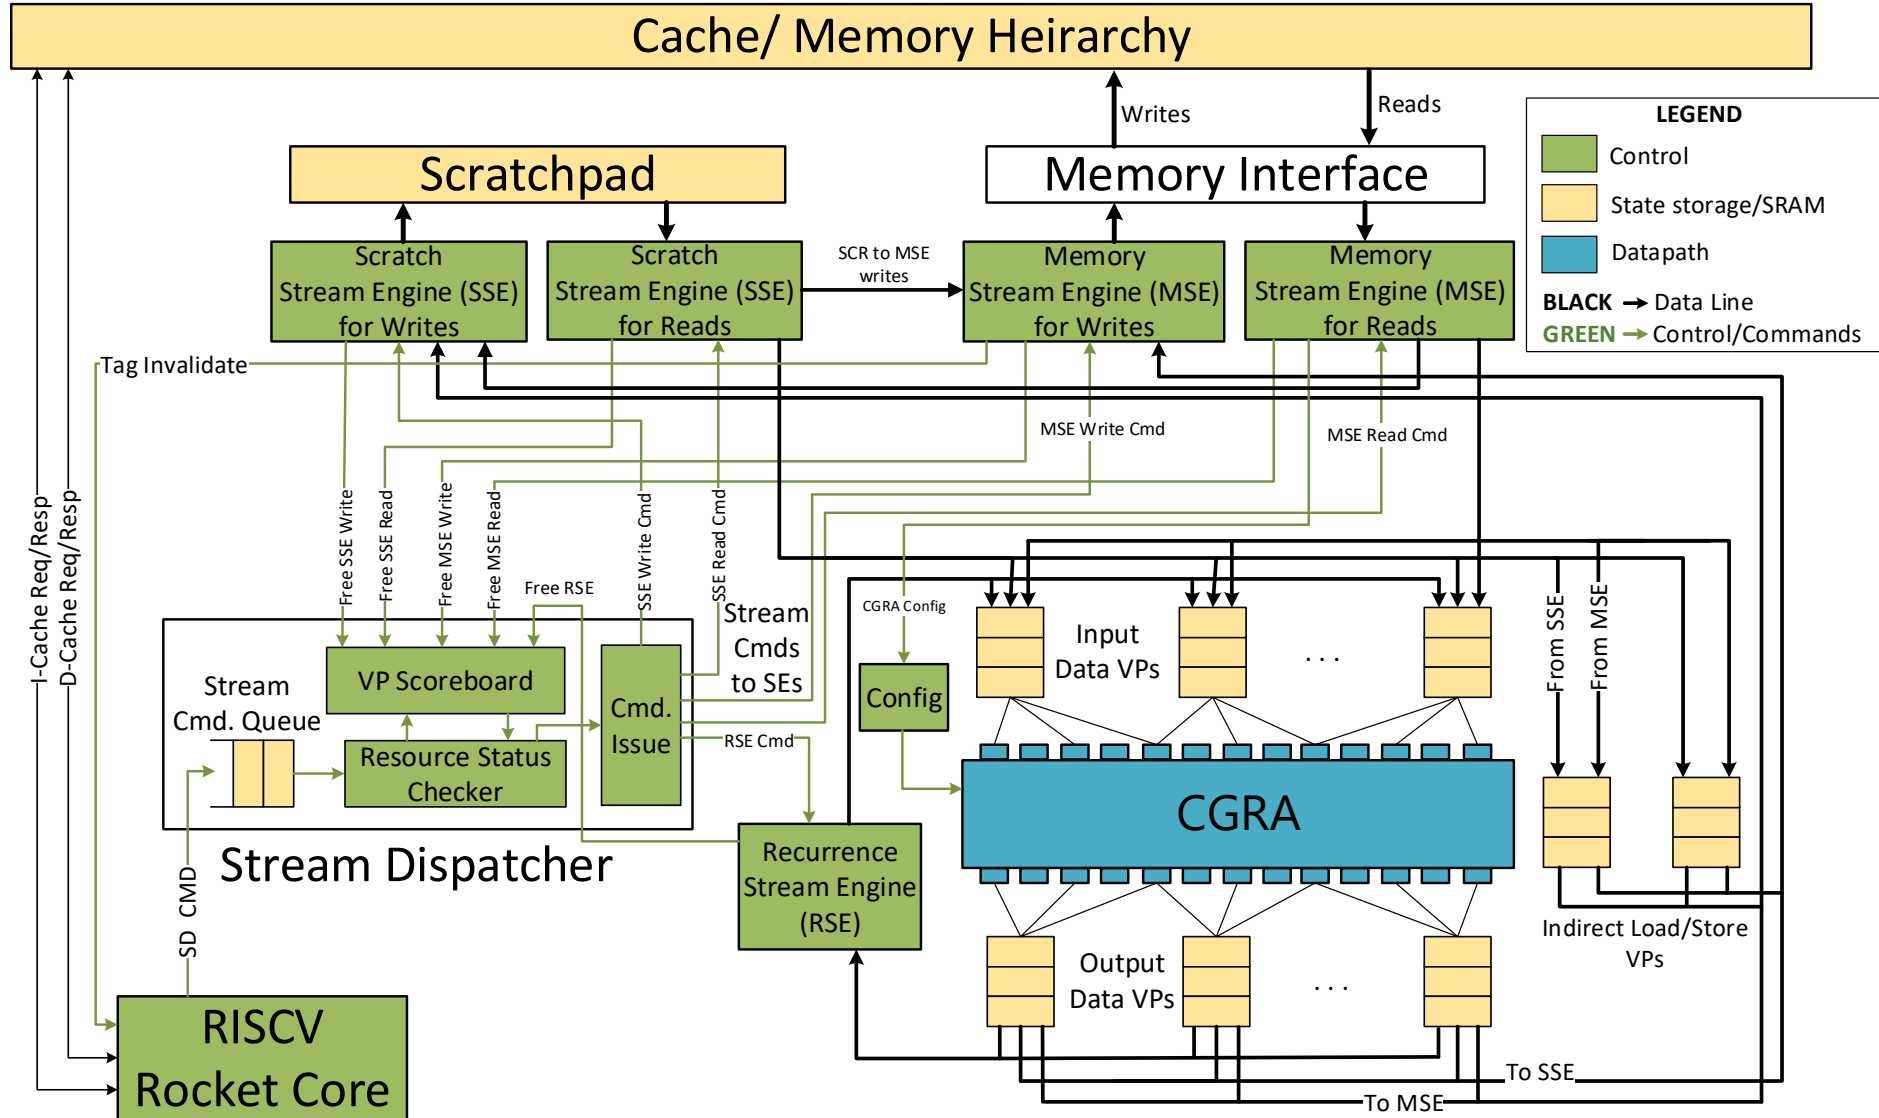 Cache/ Memory Heirarchy
Writes
Reads
LEGEND
Control
State storage/SRAM
Datapath
BLACK Data Line
GREEN Control/Commands
Scratchpad
Memory Interface
Scratch
Stream Engine (SSE)
for Writes
Scratch
Stream Engine (SSE)
for Reads
SCR to MSE
writes
Memory
Stream Engine (MSE)
for Writes
Memory
Stream Engine (MSE)
for Reads
Tag Invalidate
MSE Write Cmd
MSE Read Cmd
I-Cache Req/Resp
D-Cache Req/Resp
Free SSE Write
Free SSE Read
Free MSE Write
Free MSE Read
Free RSE
SSE Write Cmd
SSE Read Cmd
Stream
Cmds
to SEs
CGRA Config
Input
Data VPs
. . .
From SSE
From MSE
VP Scoreboard
Stream
Cmd. Queue
Cmd.
Issue
Config
RSE Cmd
Resource Status
Checker
CGRA
Stream Dispatcher
Recurrence
Stream Engine
(RSE)
SD CMD
Indirect Load/Store
VPs
Output
Data VPs
. . .
RISCV
Rocket Core
To SSE
To MSE